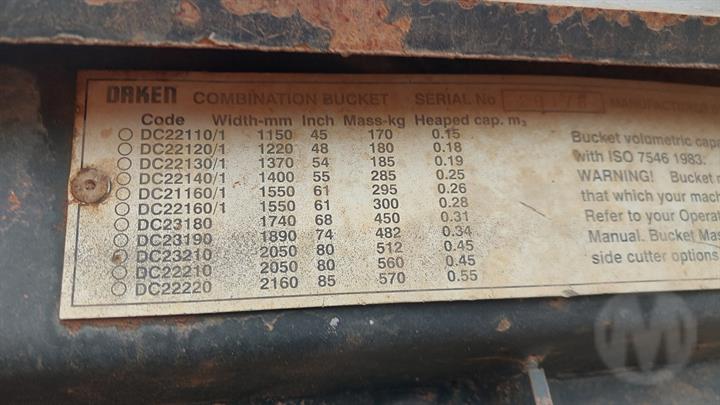 DAKEN COMBINATION BUCKET SERIAL No
Code Width-mm Inch Mass-kg Heaped cap. m3
DC22110/1 1150 45 170 0.15
DC22120/1 1220 48 180 0.18
DC22130/1 1370 54 185 0.19
DC22140/1 1400 55 285 0.25
DC21160/1 1550 61 295 0.26
DC22160/1 1550 61 300 0.28
DC23180 1740 68 450 0.31
DC23190 1890 74 482 0.34
DC23210 2050 80 512 0.45
DC22210 2050 80 560 0.45
DC22220 2160 85 570 0.55
Bucket volumetric capa
with ISO 7546 1983.
WARNING! Bucket m
that which your mach
Refer to your Operat
Manual. Bucket Mas
side cutter options
M